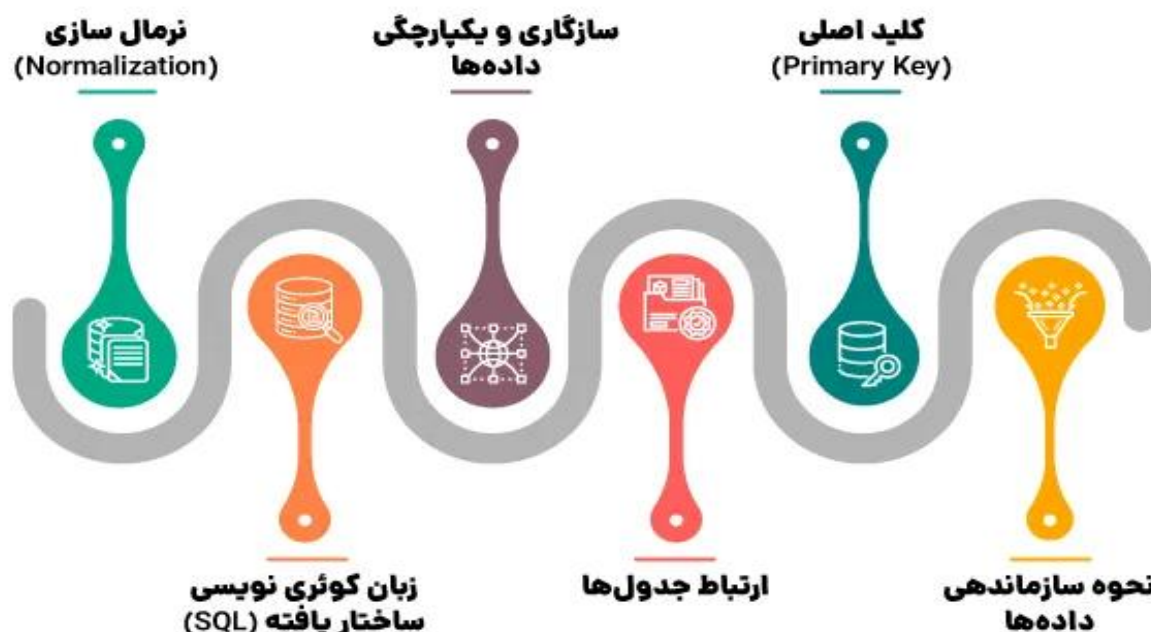 کلید اصلی
(Primary Key)
سازگاری و یکپارچگی
داده‌ها
نرمال سازی
(Normalization)
نحوه سازماندهی
داده‌ها
ارتباط جدول‌ها
زبان کوئری نویسی
ساختار یافته (SQL)